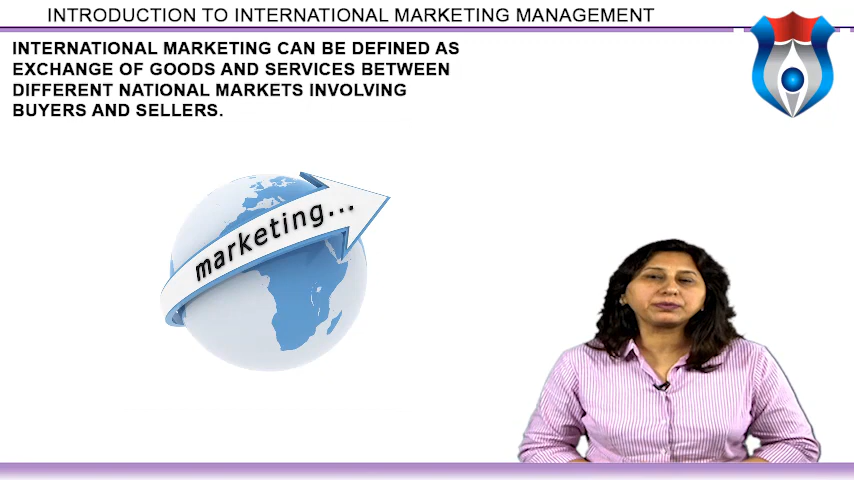 INTRODUCTION TO INTERNATIONAL MARKETING MANAGEMENT
INTERNATIONAL MARKETING CAN BE DEFINED AS
EXCHANGE OF GOODS AND SERVICES BETWEEN
DIFFERENT NATIONAL MARKETS INVOLVING
BUYERS AND SELLERS.
marketing...